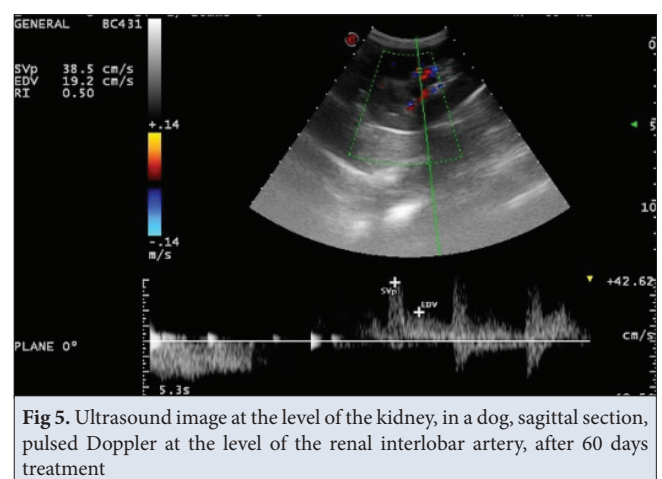 GENERAL BC431
SVp 38.5 cm/s
EDV 19.2 cm/s
RI 0.50
+.14
-.14
m/s
0
5
10
+42.62
SVp
EDV
cm/s
PLANE 0°
5.3s
Fig 5. Ultrasound image at the level of the kidney, in a dog, sagittal section,
pulsed Doppler at the level of the renal interlobar artery, after 60 days
treatment